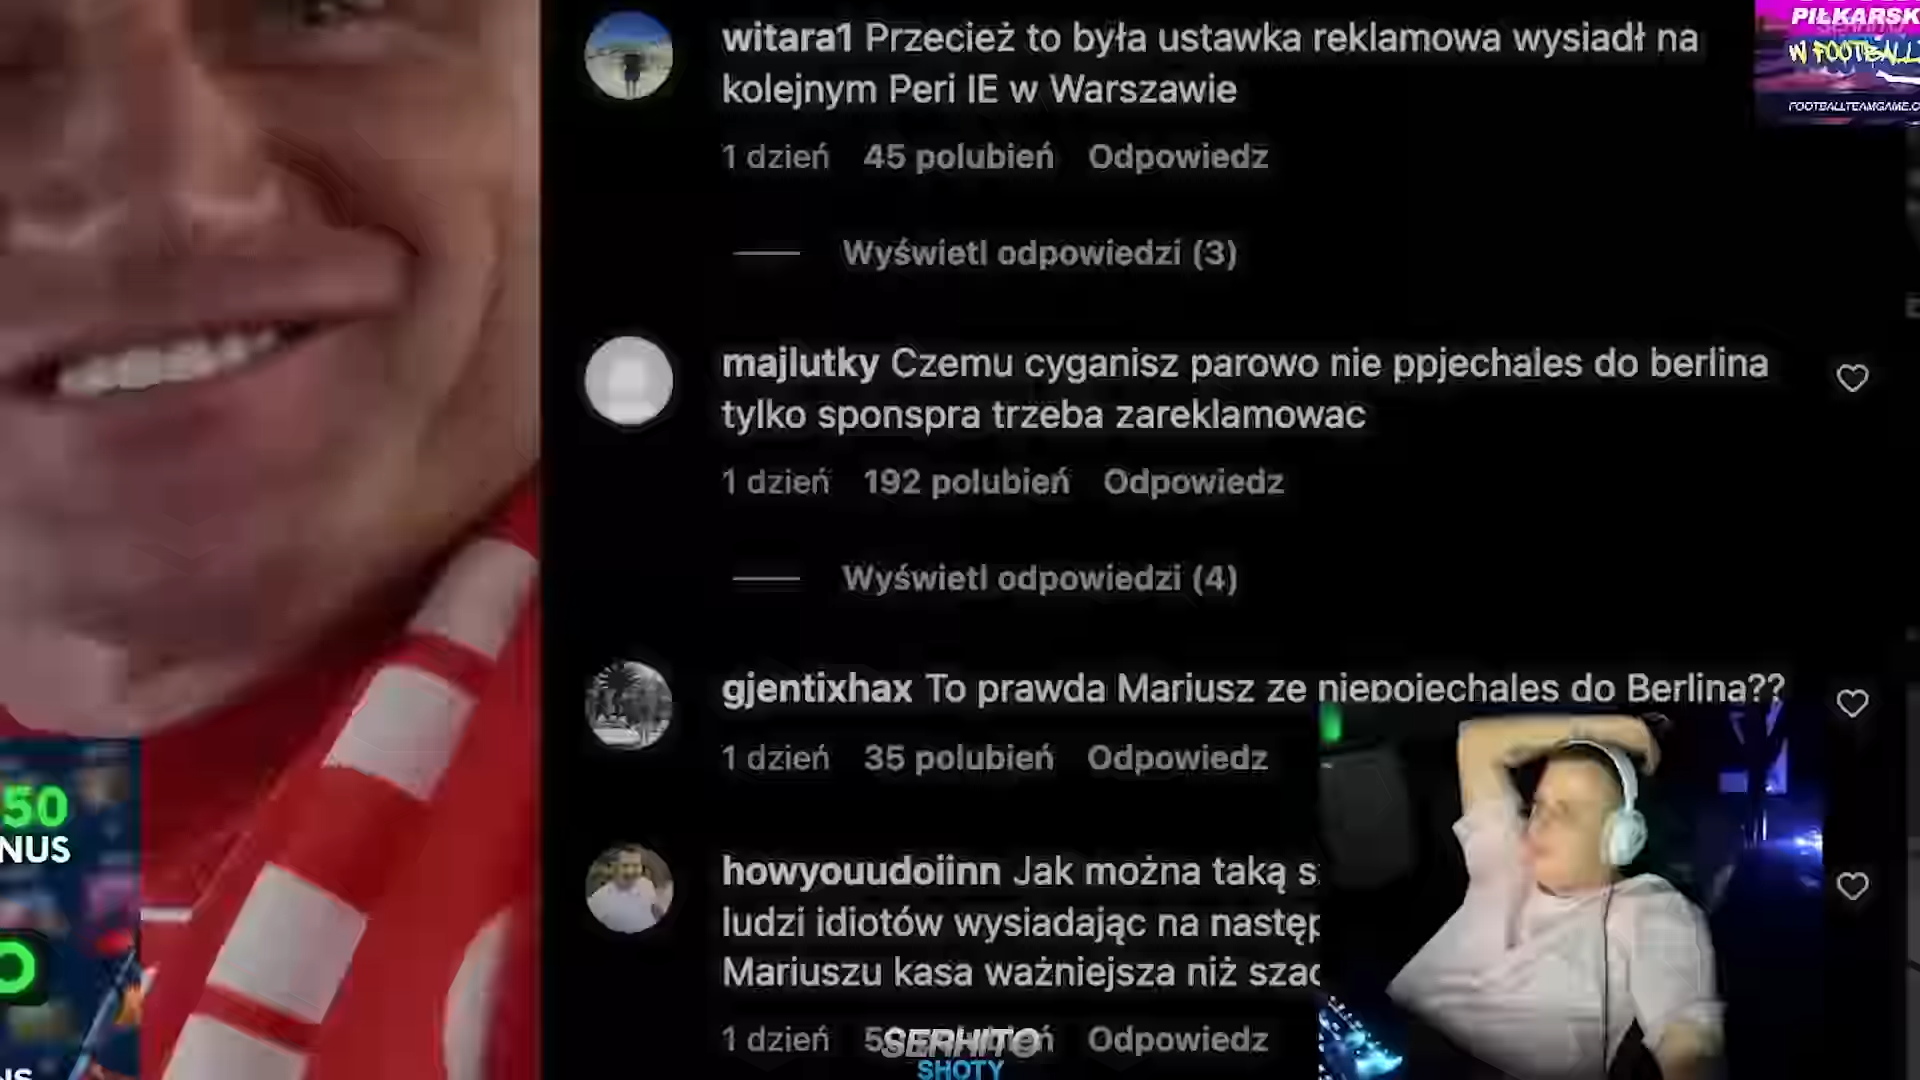 witara1 Przecież to była ustawka reklamowa wysiadł na
kolejnym Peri IE w Warszawie
1 dzień 45 polubień Odpowiedz
Wyświetl odpowiedzi (3)
majlutky Czemu cyganisz parowo nie ppjechales do berlina
tylko sponspra trzeba zareklamowac
1 dzień 192 polubień Odpowiedz
Wyświetl odpowiedzi (4)
gjentixhax To prawda Mariusz ze niepojechales do Berlina??
1 dzień 35 polubień Odpowiedz
howyouudoiinn Jak można taką
ludzi idiotów wysiadając na
Mariuszu kasa ważniejsza niż
1 dzień Odpowiedz
SERHITO
SHOTY
PIŁKARSK
W FOOTBALL
FOOTBALLTEAMGAME.C
50
NUS